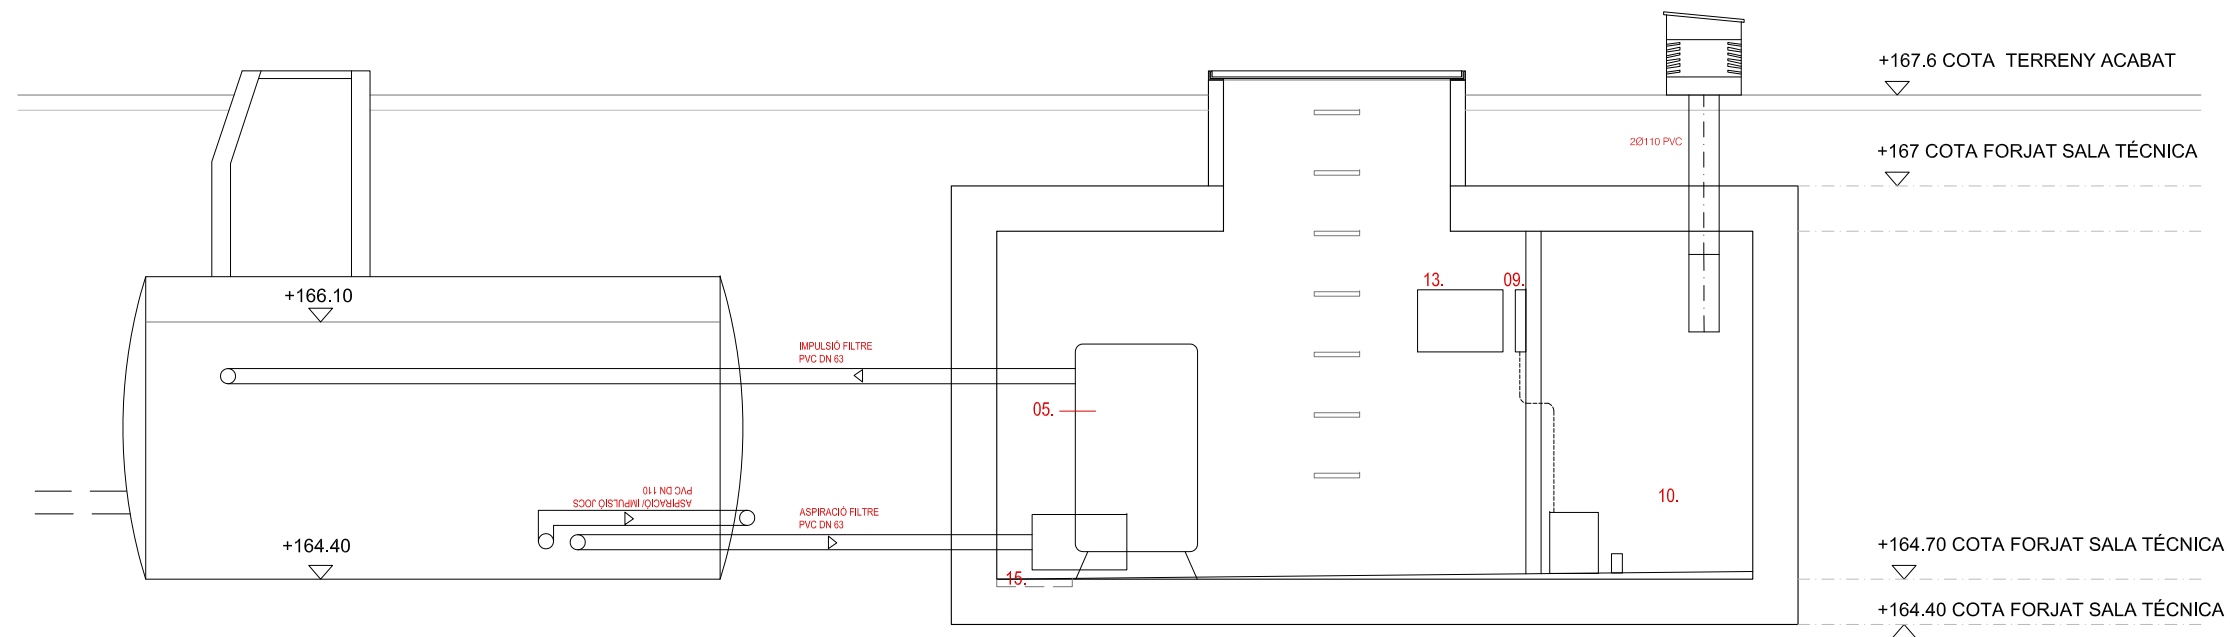 +167.6 COTA  TERRENY ACABAT
2Ø110 PVC
+167 COTA FORJAT SALA TÉCNICA
13.
09.
+166.10
IMPULSIÓ FILTRE
PVC DN 63
05.
ASPIRACIÓ/ IMPULSIÓ JOCS
PVC DN 110
ASPIRACIÓ FILTRE
PVC DN 63
10.
+164.40
15.
+164.70 COTA FORJAT SALA TÉCNICA
+164.40 COTA FORJAT SALA TÉCNICA